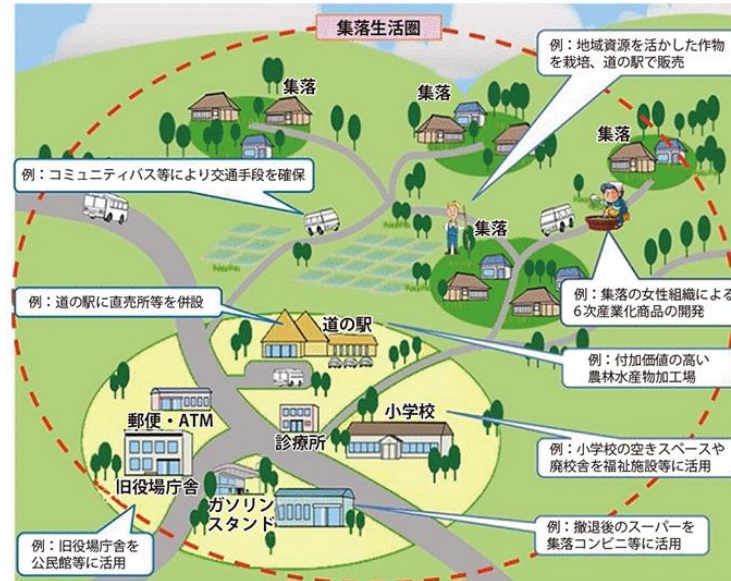 集落生活圏
例：地域資源を活かした作物
を栽培、道の駅で販売
集落
集落
集落
例：コミュニティバス等により交通手段を確保
集落
例：集落の女性組織による
6次産業化商品の開発
例：道の駅に直売所等を併設
道の駅
例：付加価値の高い
農林水産物加工場
郵便・ATM
診療所
小学校
例：小学校の空きスペースや
廃校舎を福祉施設等に活用
旧役場庁舎
ガソリン
スタンド
例：旧役場庁舎を
公民館等に活用
例：撤退後のスーパーを
集落コンビニ等に活用